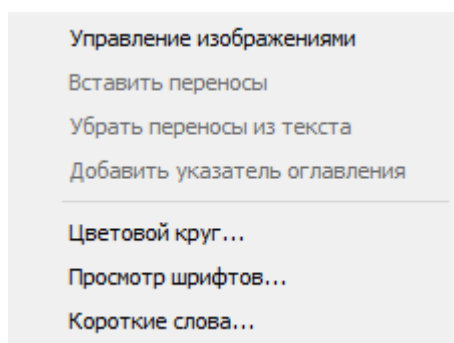 Управление изображениями
Вставить переносы
Убрать переносы из текста
Добавить указатель оглавления
Цветовой круг...
Просмотр шрифтов...
Короткие слова...